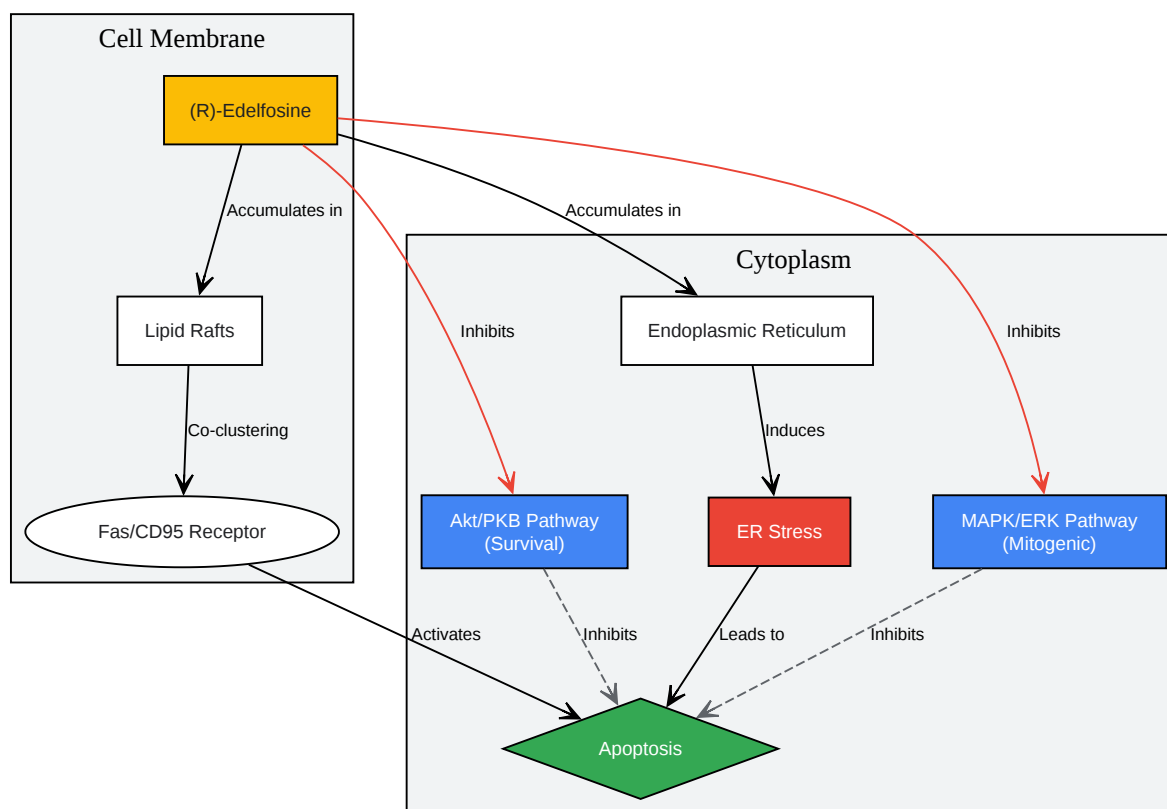 Cell Membrane
(R)-Edelfosine
Accumulates in
Accumulates in
Cytoplasm
Lipid Rafts
Inhibits
Endoplasmic Reticulum
Inhibits
Co-clustering
Induces
Fas/CD95 Receptor
Akt/PKB Pathway
(Survival)
ER Stress
MAPK/ERK Pathway
(Mitogenic)
Activates
Inhibits
Leads to
Inhibits
Apoptosis